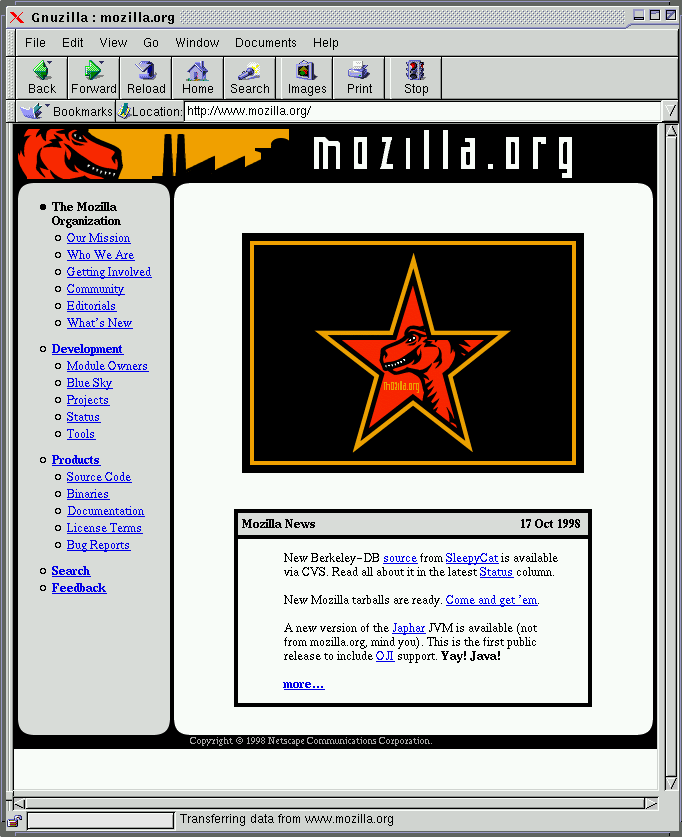 Gnuzilla : mozilla.org
File Edit View Go Window Documents Help
Back Forward Reload Home Search Images Print Stop
Bookmarks Location: http://www.mozilla.org/
mozilla.org
The Mozilla
Organization
Our Mission
Who We Are
Getting Involved
Community
Editorials
What's New
Development
Module Owners
Blue Sky
Projects
Status
Tools
Products
Source Code
Binaries
Documentation
License Terms
Bug Reports
Search
Feedback
mozilla.org
Mozilla News 17 Oct 1998
New Berkeley-DB source from SleepyCat is available
via CVS. Read all about it in the latest Status column.
New Mozilla tarballs are ready. Come and get 'em.
A new version of the Japhar JVM is available (not
from mozilla.org, mind you). This is the first public
release to include OJI support. Yay! Java!
more...
Copyright © 1998 Netscape Communications Corporation.
Transferring data from www.mozilla.org